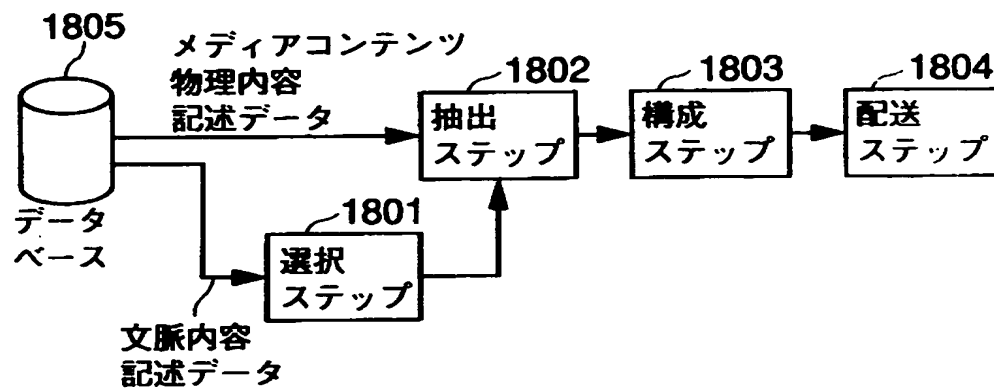 1805
メディアコンテンツ
物理内容
記述データ
1802
抽出
ステップ
1803
構成
ステップ
1804
配送
ステップ
データ
ベース
1801
選択
ステップ
文脈内容
記述データ